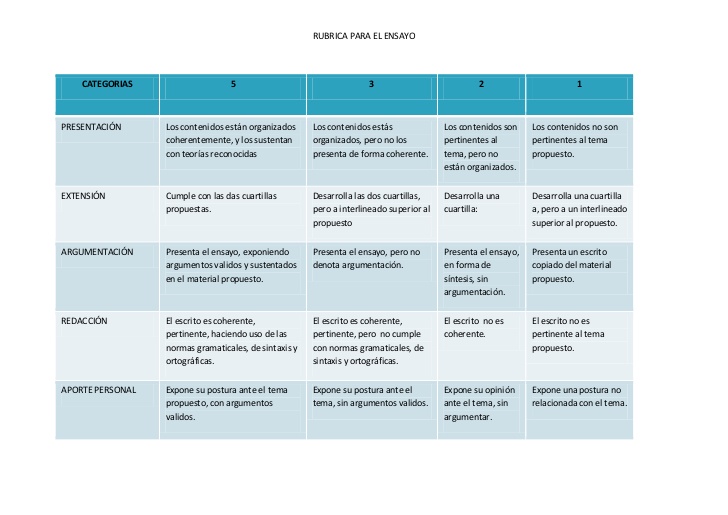 RUBRICA PARA EL ENSAYO
CATEGORIAS 5 3 2 1
PRESENTACIÓN
Los contenidos están organizados
coherentemente, y los sustentan
con teorías reconocidas
Los contenidos estás
organizados, pero no los
presenta de forma coherente.
Los contenidos son
pertinentes al
tema, pero no
están organizados.
Los contenidos no son
pertinentes al tema
propuesto.
EXTENSIÓN
Cumple con las das cuartillas
propuestas.
Desarrolla las dos cuartillas,
pero a interlineado superior al
propuesto
Desarrolla una
cuartilla:
Desarrolla una cuartilla
a, pero a un interlineado
superior al propuesto.
ARGUMENTACIÓN
Presenta el ensayo, exponiendo
argumentos validos y sustentados
en el material propuesto.
Presenta el ensayo, pero no
denota argumentación.
Presenta el ensayo,
en forma de
síntesis, sin
argumentación.
Presenta un escrito
copiado del material
propuesto.
REDACCIÓN
El escrito es coherente,
pertinente, haciendo uso de las
normas gramaticales, de sintaxis y
ortográficas.
El escrito es coherente,
pertinente, pero no cumple
con normas gramaticales, de
sintaxis y ortográficas.
El escrito no es
coherente.
El escrito no es
pertinente al tema
propuesto.
APORTE PERSONAL
Expone su postura ante el tema
propuesto, con argumentos
validos.
Expone su postura ante el
tema, sin argumentos validos.
Expone su opinión
ante el tema, sin
argumentar.
Expone una postura no
relacionada con el tema.